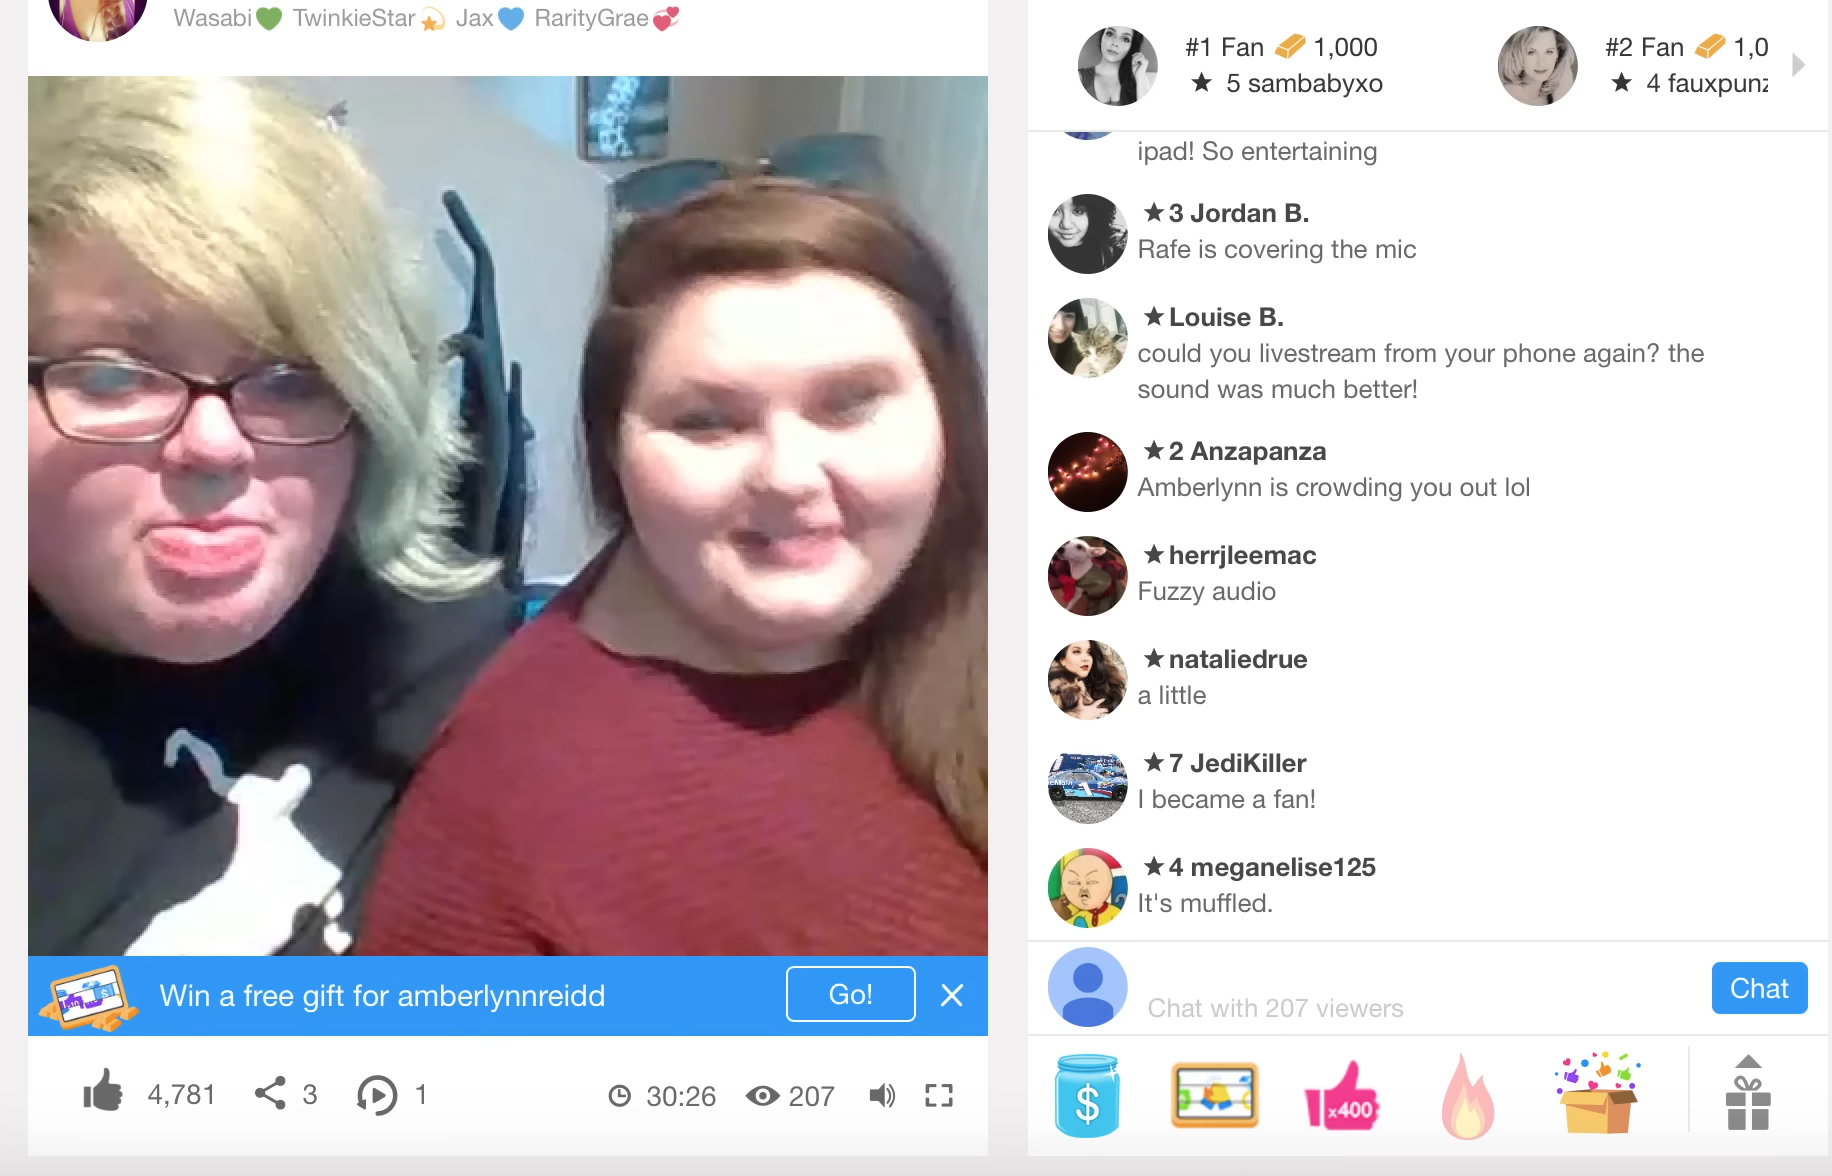 Wasabi💚 TwinkieStar💫 Jax💙 RarityGrae💞
Win a free gift for amberlynnreidd
Go!
4,781
3
1
30:26
207
#1 Fan 1,000
★ 5 sambabyxo
#2 Fan 1,0
★ 4 fauxpunz
ipad! So entertaining
★3 Jordan B.
Rafe is covering the mic
★Louise B.
could you livestream from your phone again? the
sound was much better!
★2 Anzapanza
Amberlynn is crowding you out lol
★herrjleemac
Fuzzy audio
★nataliedrue
a little
★7 JediKiller
I became a fan!
★4 meganelise125
It's muffled.
Chat with 207 viewers
Chat
$
x400